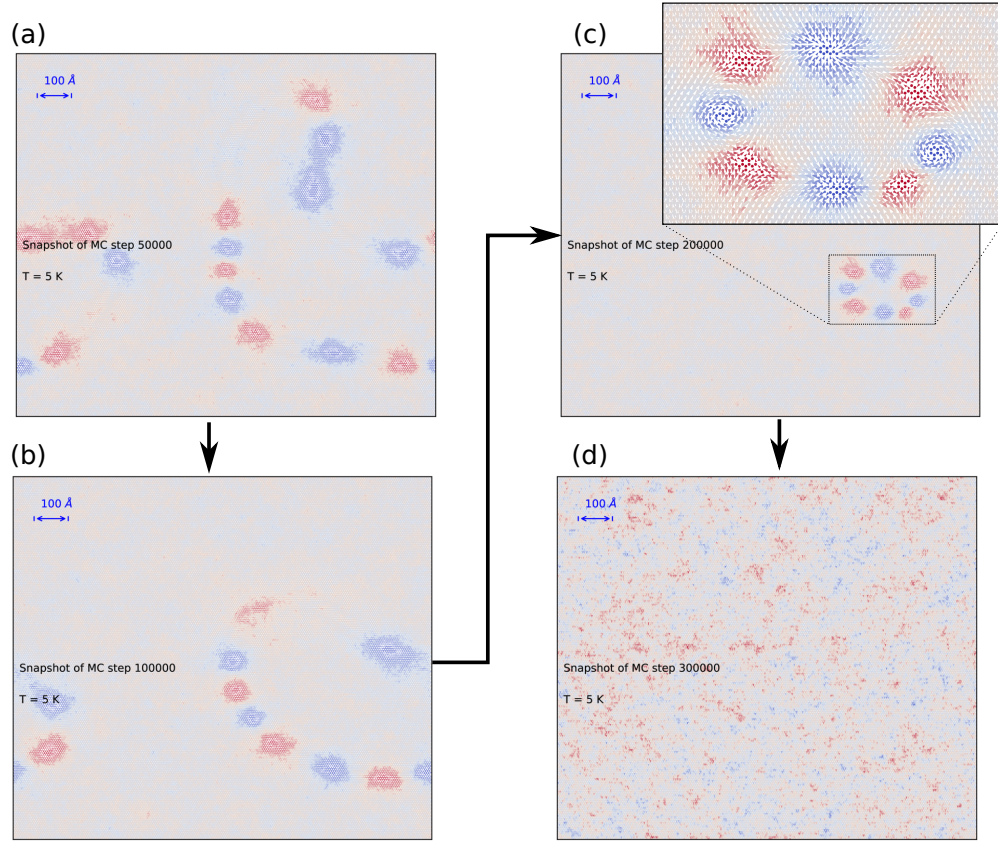 (a)
100 Å
Snapshot of MC step 50000
T = 5 K
(b)
100 Å
Snapshot of MC step 100000
T = 5 K
(c)
100 Å
Snapshot of MC step 200000
T = 5 K
(d)
100 Å
Snapshot of MC step 300000
T = 5 K